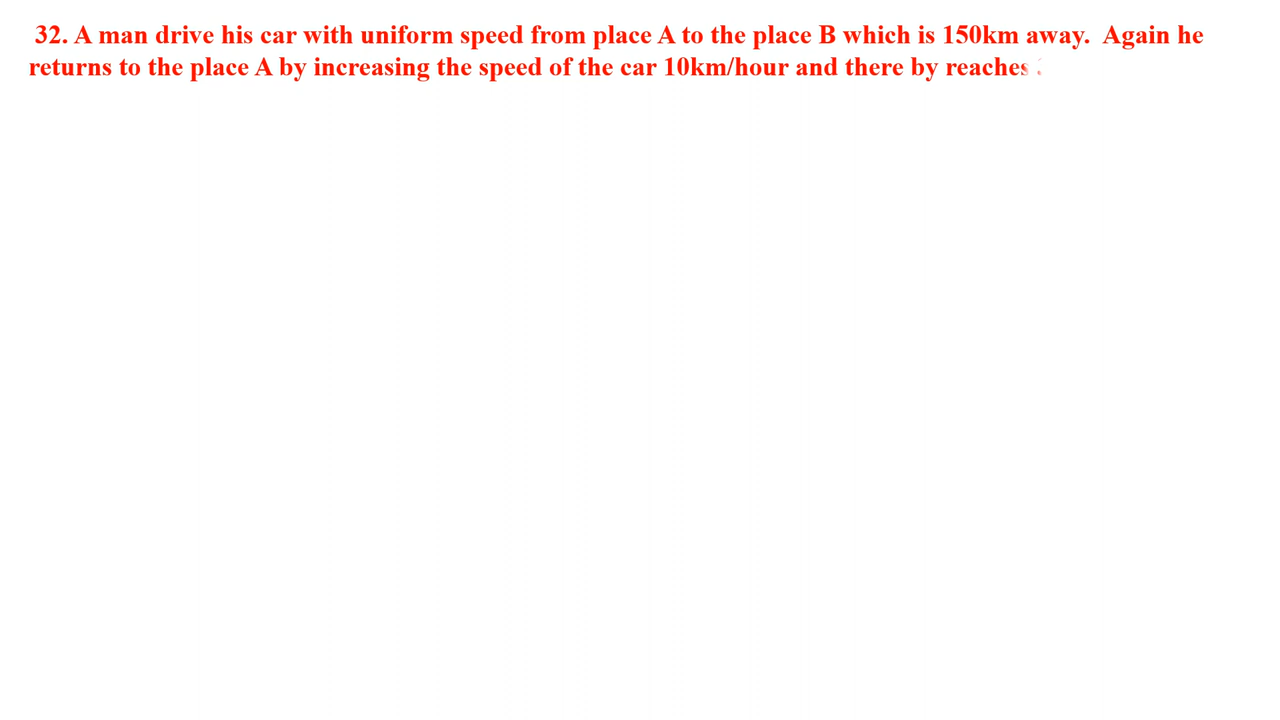 32. A man drive his car with uniform speed from place A to the place B which is 150km away. Again he
returns to the place A by increasing the speed of the car 10km/hour and there by reaches